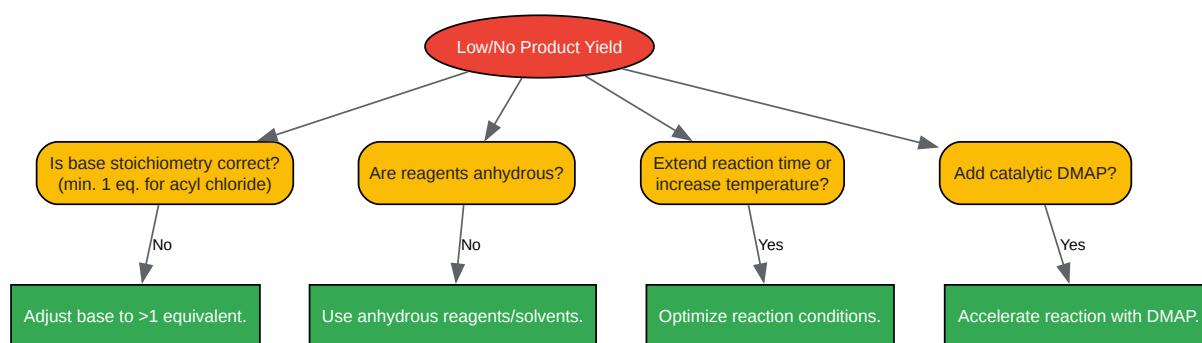 Low/No Product Yield
Is base stoichiometry correct?
(min. 1 eq. for acyl chloride)
Are reagents anhydrous?
Extend reaction time or
increase temperature?
Add catalytic DMAP?
No
No
Yes
Yes
Adjust base to >1 equivalent.
Use anhydrous reagents/solvents.
Optimize reaction conditions.
Accelerate reaction with DMAP.